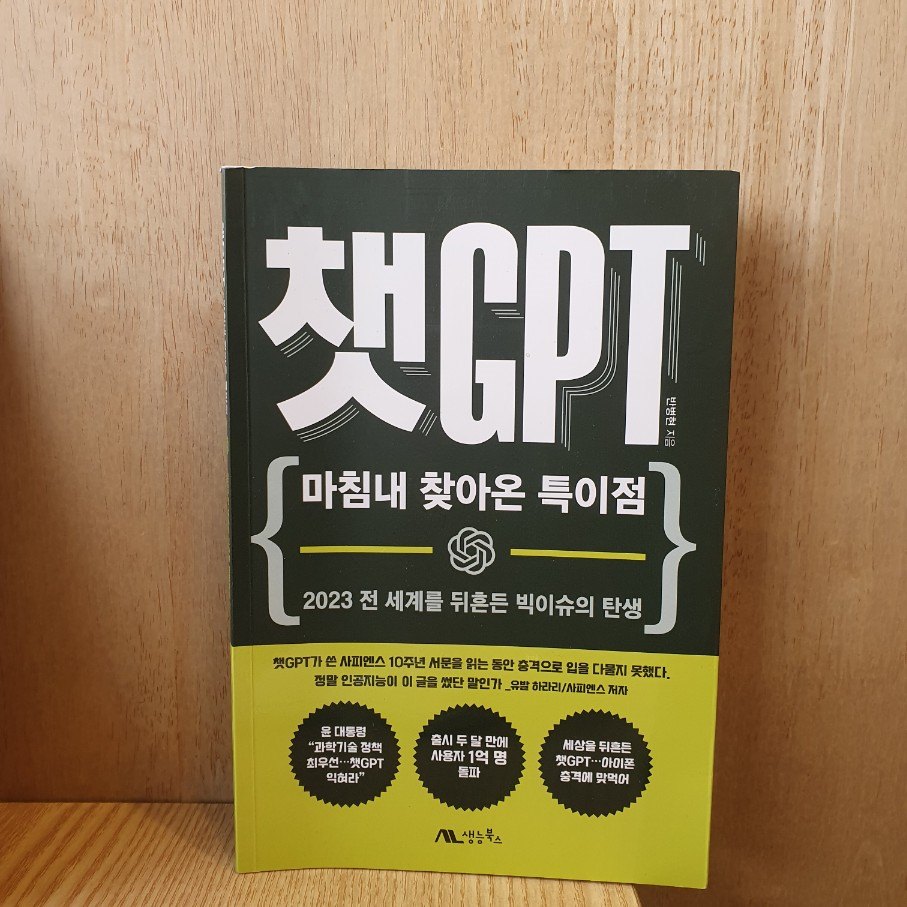 챗GPT
반병현 지음
마침내 찾아온 특이점
2023 전 세계를 뒤흔든 빅이슈의 탄생
챗GPT가 쓴 사피엔스 10주년 서문을 읽는 동안 충격으로 입을 다물지 못했다.
정말 인공지능이 이 글을 썼단 말인가 _유발 하라리/사피엔스 저자
윤 대통령
“과학기술 정책
최우선…챗GPT
익혀라”
출시 두 달 만에
사용자 1억 명
돌파
세상을 뒤흔든
챗GPT…아이폰
충격에 맞먹어
생능북스